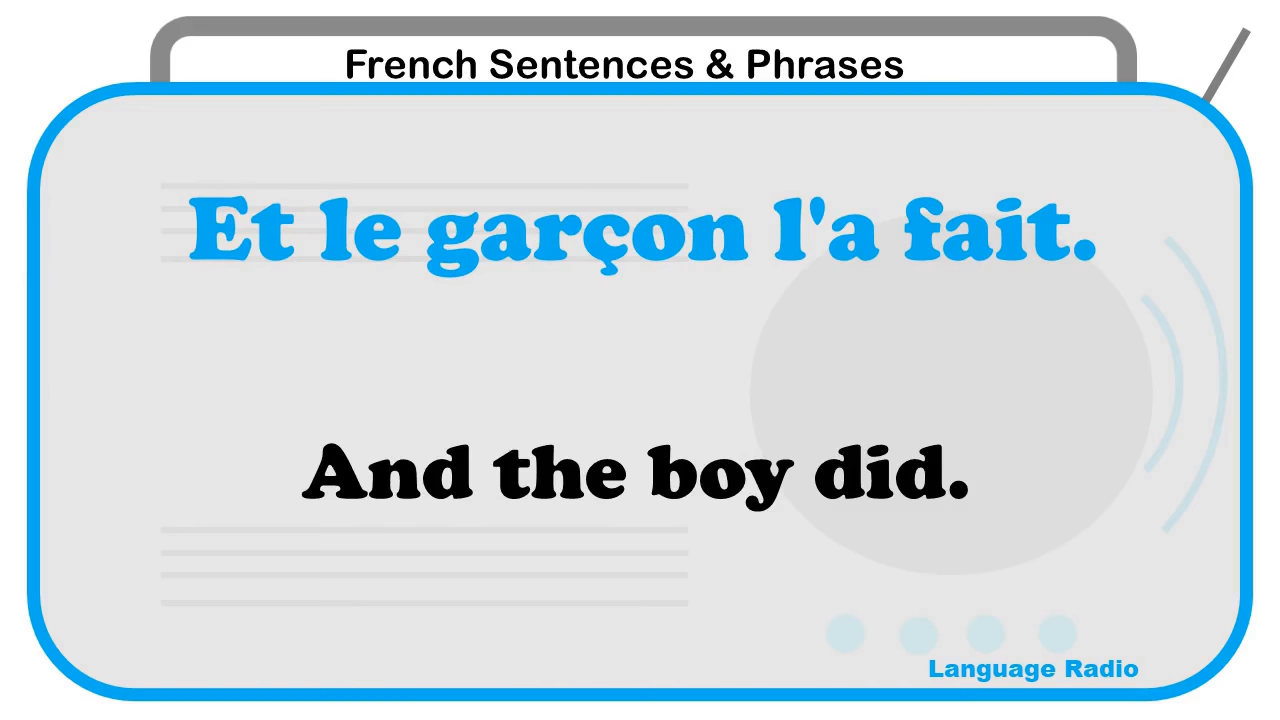 French Sentences & Phrases
Et le garçon l'a fait.
And the boy did.
Language Radio